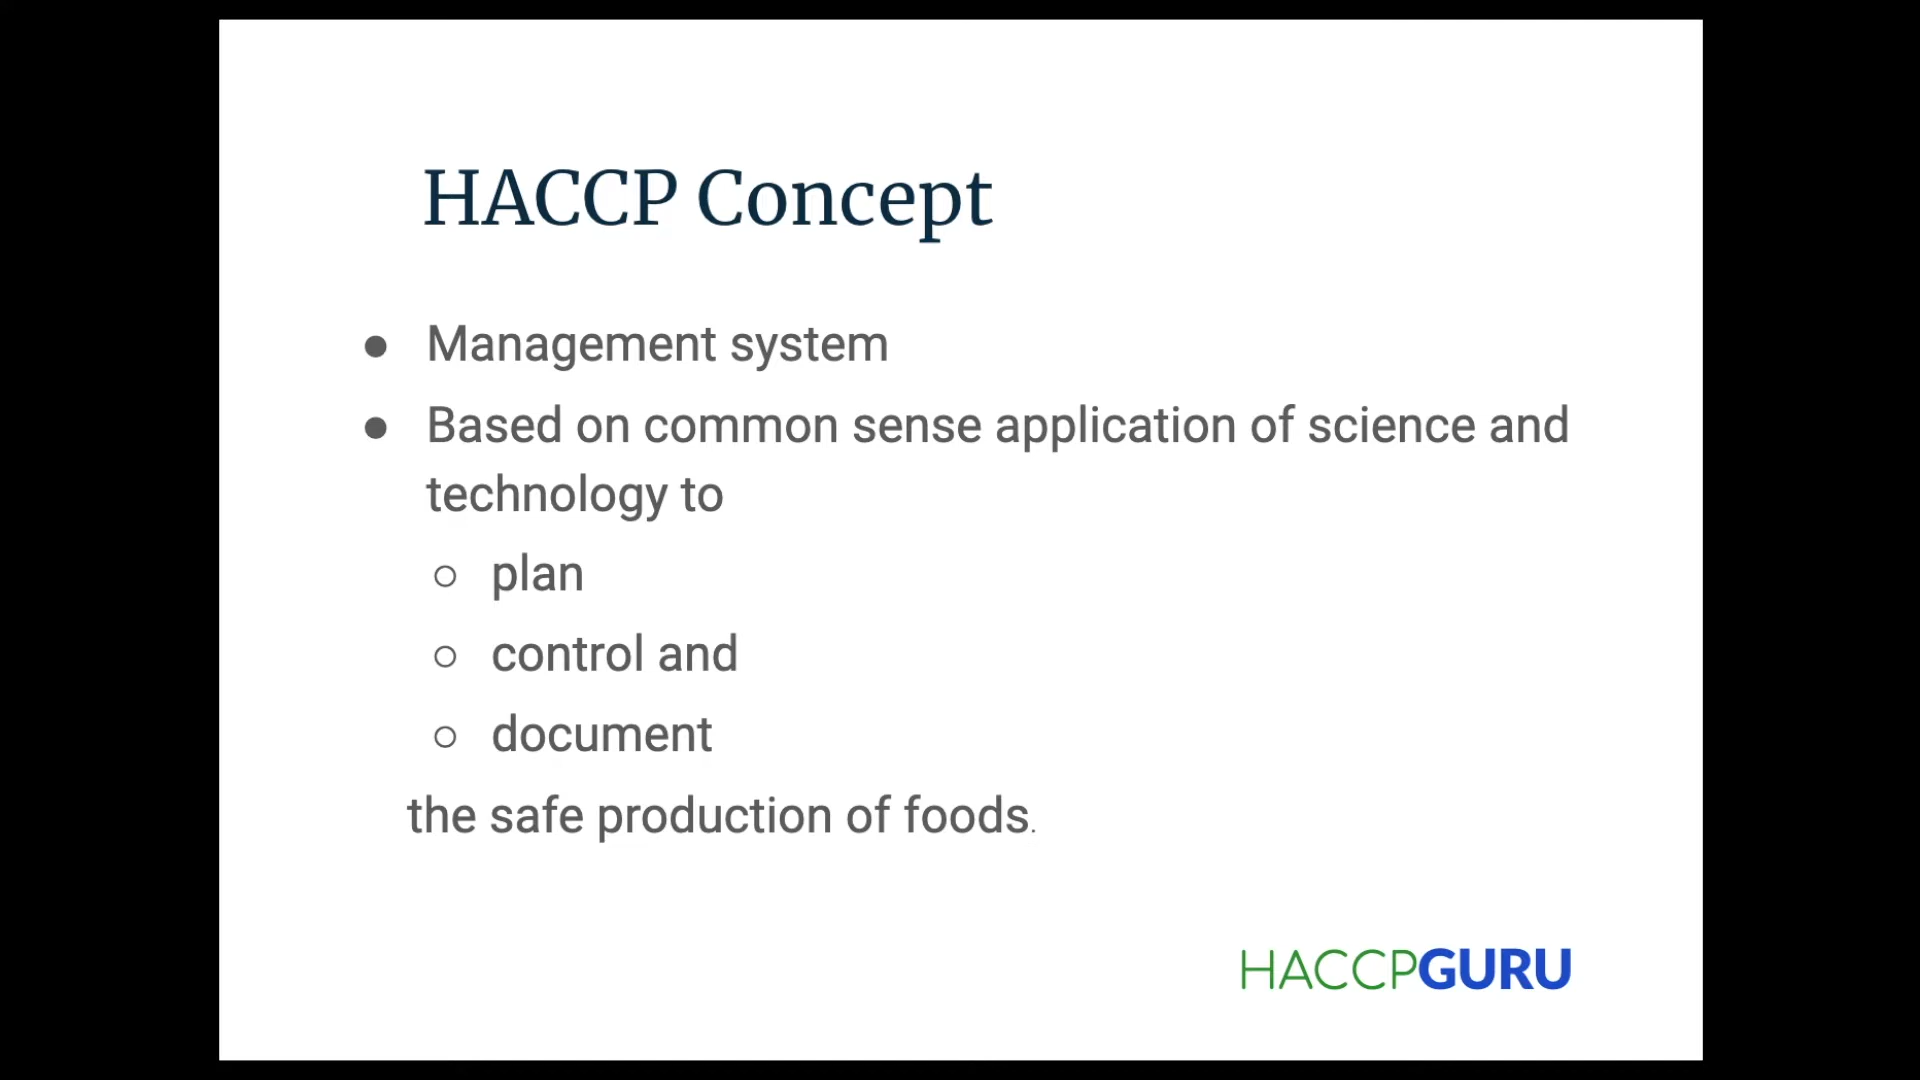 HACCP Concept
● Management system
● Based on common sense application of science and
technology to
○ plan
○ control and
○ document
the safe production of foods.
HACCPGURU